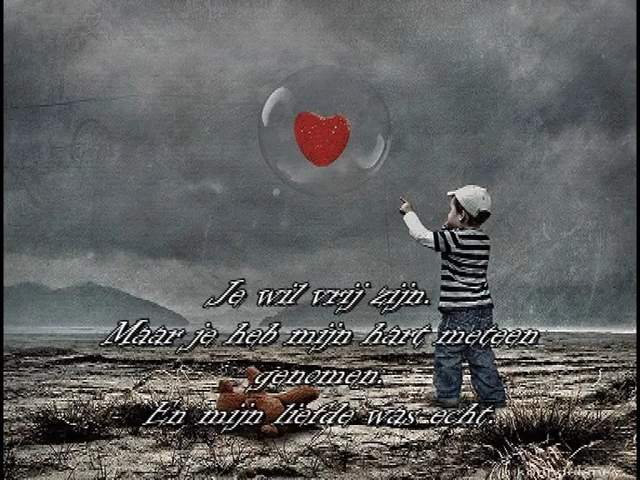 Je wil vrij zijn.
Maar je heb mijn hart meteen
genomen.
En mijn liefde was echt.